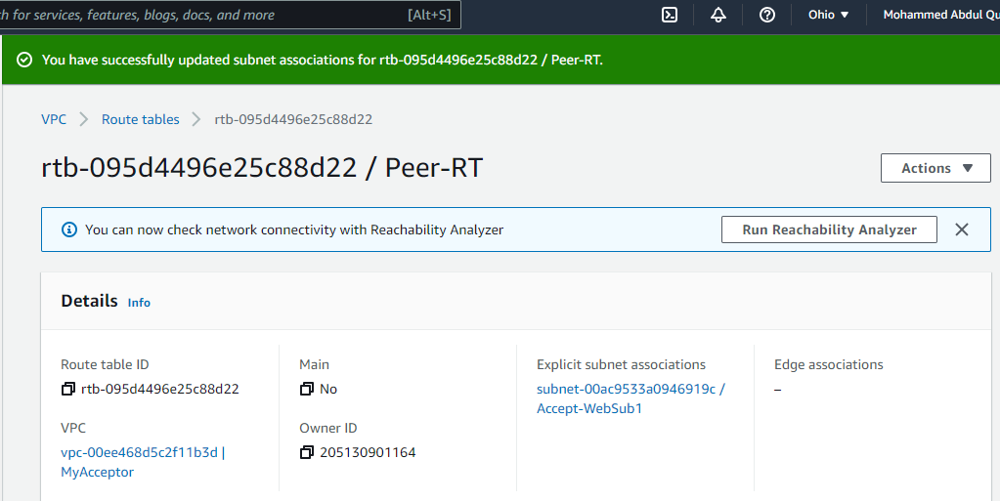 h for services, features, blogs, docs, and more [Alt+S] Ohio Mohammed Abdul Qu
You have successfully updated subnet associations for rtb-095d4496e25c88d22 / Peer-RT.
VPC Route tables rtb-095d4496e25c88d22
rtb-095d4496e25c88d22 / Peer-RT Actions
You can now check network connectivity with Reachability Analyzer Run Reachability Analyzer
Details Info
Route table ID
rtb-095d4496e25c88d22
VPC
vpc-00ee468d5c2f11b3d |
MyAcceptor
Main
No
Owner ID
205130901164
Explicit subnet associations
subnet-00ac9533a0946919c /
Accept-WebSub1
Edge associations
–